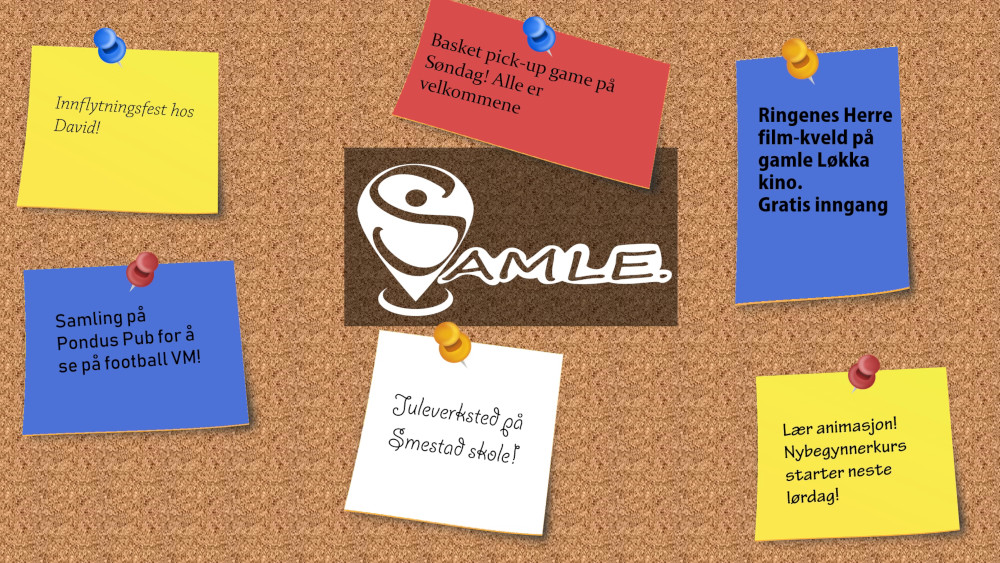 Innflytningsfest hos
David!
Basket pick-up game på
Søndag! Alle er
velkommene
Ringenes Herre
film-kveld på
gamle Løkka
kino.
Gratis inngang
SAMLE.
Samling på
Pondus Pub for å
se på football VM!
Juleverksted på
Smestad skole!
Lær animasjon!
Nybegynnerkurs
starter neste
lørdag!